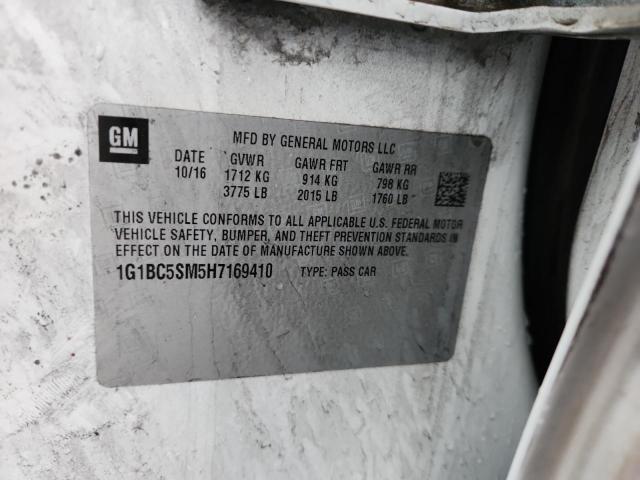 GM
MFD BY GENERAL MOTORS LLC
DATE GVWR GAWR FRT GAWR RR
10/16 1712 KG 914 KG 798 KG
3775 LB 2015 LB 1760 LB
THIS VEHICLE CONFORMS TO ALL APPLICABLE U.S. FEDERAL MOTOR
VEHICLE SAFETY, BUMPER, AND THEFT PREVENTION STANDARDS IN
EFFECT ON THE DATE OF MANUFACTURE SHOWN ABOVE.
1G1BC5SM5H7169410 TYPE: PASS CAR